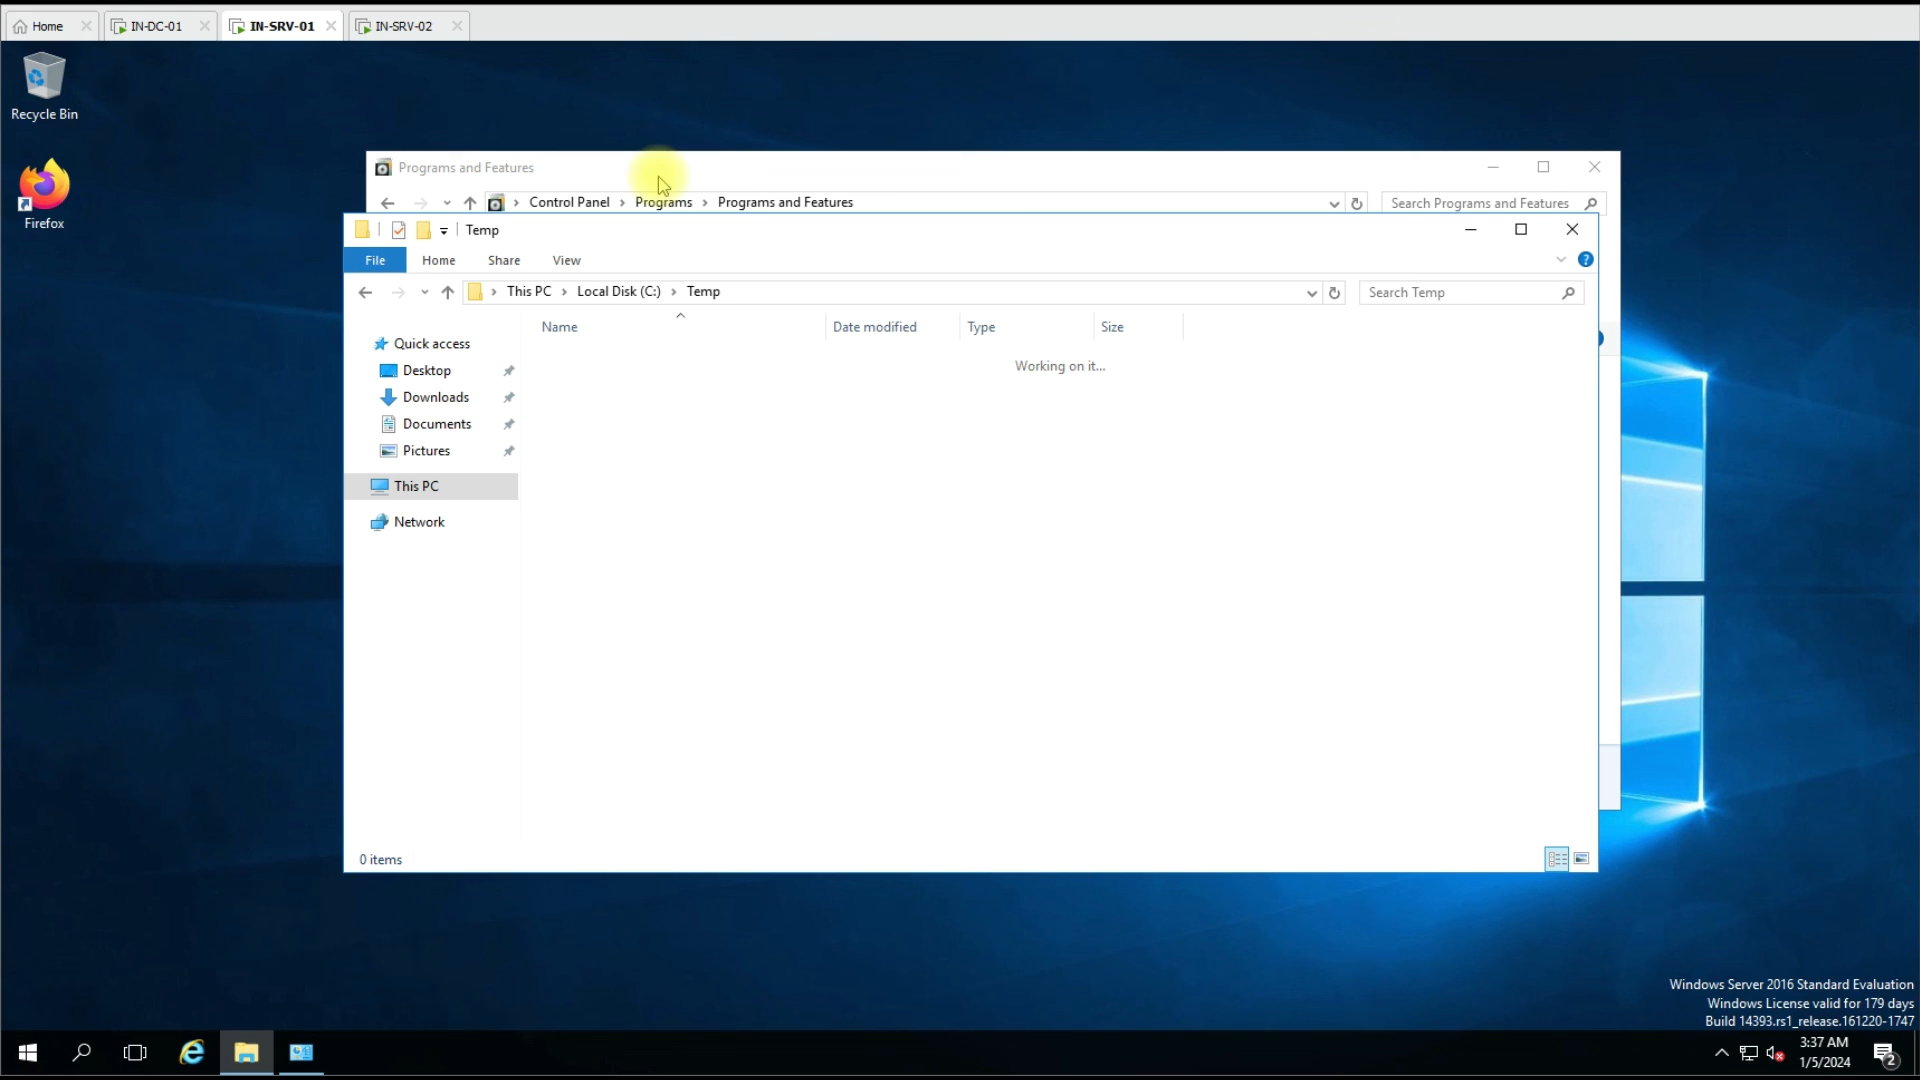 Home
IN-DC-01
IN-SRV-01
IN-SRV-02
Recycle Bin
Firefox
Programs and Features
Control Panel
Programs
Programs and Features
Search Programs and Features
Temp
File
Home
Share
View
This PC
Local Disk (C:)
Temp
Search Temp
Name
Date modified
Type
Size
Working on it...
Quick access
Desktop
Downloads
Documents
Pictures
This PC
Network
0 items
Windows Server 2016 Standard Evaluation
Windows License valid for 179 days
Build 14393.rs1_release.161220-1747
3:37 AM
1/5/2024
2